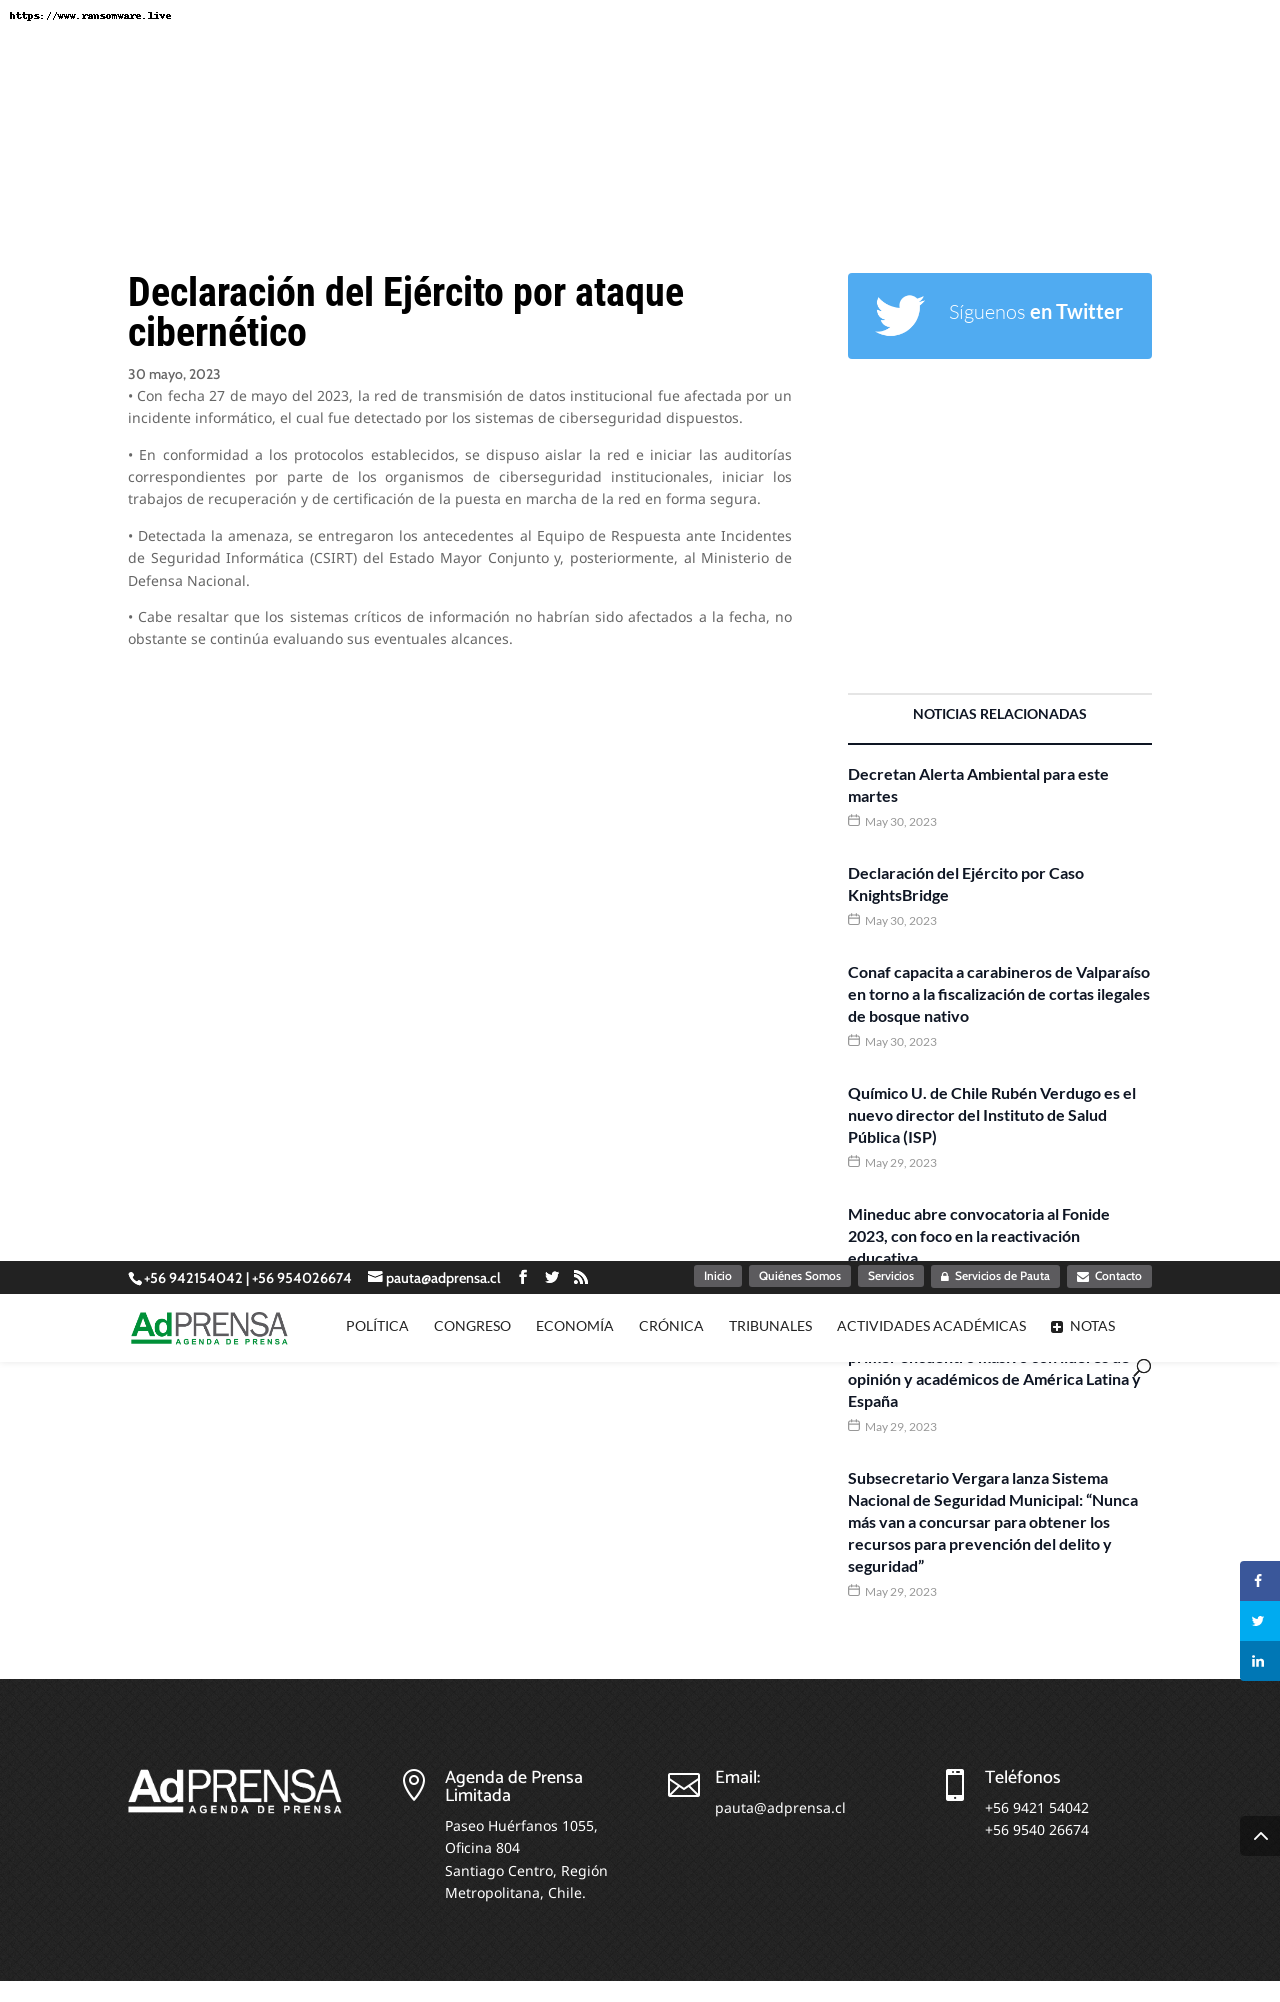 https://www.ransomware.live
Declaración del Ejército por ataque
cibernético
30 mayo, 2023
• Con fecha 27 de mayo del 2023, la red de transmisión de datos institucional fue afectada por un
incidente informático, el cual fue detectado por los sistemas de ciberseguridad dispuestos.
• En conformidad a los protocolos establecidos, se dispuso aislar la red e iniciar las auditorías
correspondientes por parte de los organismos de ciberseguridad institucionales, iniciar los
trabajos de recuperación y de certificación de la puesta en marcha de la red en forma segura.
• Detectada la amenaza, se entregaron los antecedentes al Equipo de Respuesta ante Incidentes
de Seguridad Informática (CSIRT) del Estado Mayor Conjunto y, posteriormente, al Ministerio de
Defensa Nacional.
• Cabe resaltar que los sistemas críticos de información no habrían sido afectados a la fecha, no
obstante se continúa evaluando sus eventuales alcances.
Síguenos en Twitter
NOTICIAS RELACIONADAS
Decretan Alerta Ambiental para este
martes
May 30, 2023
Declaración del Ejército por Caso
KnightsBridge
May 30, 2023
Conaf capacita a carabineros de Valparaíso
en torno a la fiscalización de cortas ilegales
de bosque nativo
May 30, 2023
Químico U. de Chile Rubén Verdugo es el
nuevo director del Instituto de Salud
Pública (ISP)
May 29, 2023
Mineduc abre convocatoria al Fonide
2023, con foco en la reactivación
educativa
+56 942154042 | +56 954026674 pauta@adprensa.cl
Inicio Quiénes Somos Servicios Servicios de Pauta Contacto
AdPRENSA
AGENDA DE PRENSA
POLÍTICA CONGRESO ECONOMÍA CRÓNICA TRIBUNALES ACTIVIDADES ACADÉMICAS NOTAS
primer encuentro masivo con líderes de
opinión y académicos de América Latina y
España
May 29, 2023
Subsecretario Vergara lanza Sistema
Nacional de Seguridad Municipal: “Nunca
más van a concursar para obtener los
recursos para prevención del delito y
seguridad”
May 29, 2023
AdPRENSA
AGENDA DE PRENSA
Agenda de Prensa
Limitada
Paseo Huérfanos 1055,
Oficina 804
Santiago Centro, Región
Metropolitana, Chile.
Email:
pauta@adprensa.cl
Teléfonos
+56 9421 54042
+56 9540 26674